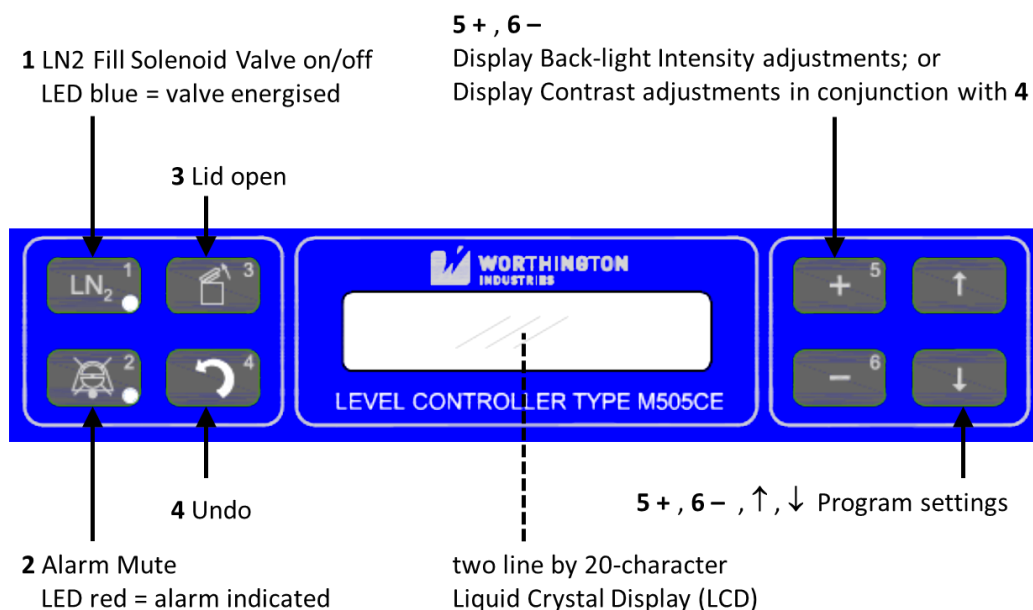 5 + , 6 –
1 LN2 Fill Solenoid Valve on/off
LED blue = valve energised
Display Back-light Intensity adjustments; or
Display Contrast adjustments in conjunction with 4
3 Lid open
LN₂ 1
3
WORTHINGTON
INDUSTRIES
+ 5
↑
2
4
LEVEL CONTROLLER TYPE M505CE
– 6
↓
4 Undo
5 + , 6 – , ↑ , ↓ Program settings
2 Alarm Mute
LED red = alarm indicated
two line by 20-character
Liquid Crystal Display (LCD)